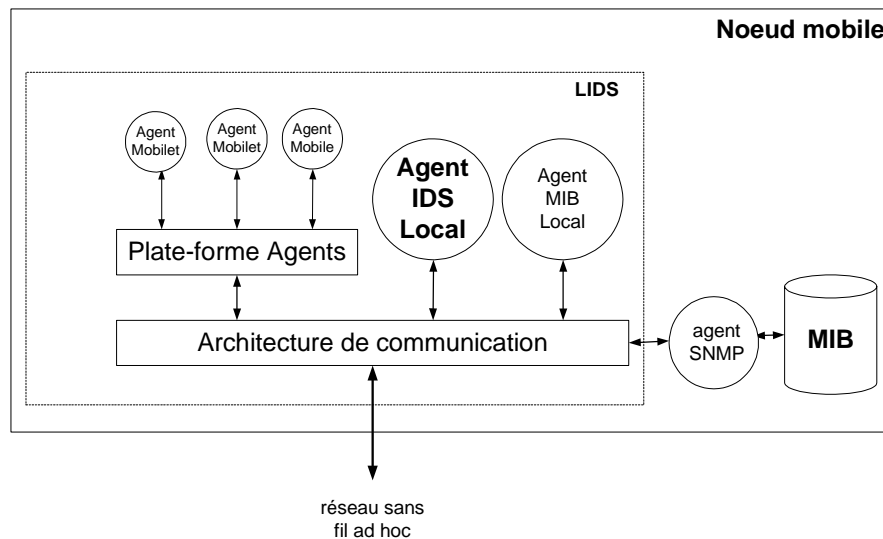 Noeud mobile
LIDS
Agent
Mobilet
Agent
Mobilet
Agent
Mobile
Agent
IDS
Local
Agent
MIB
Local
Plate-forme Agents
Architecture de communication
agent
SNMP
MIB
réseau sans
fil ad hoc